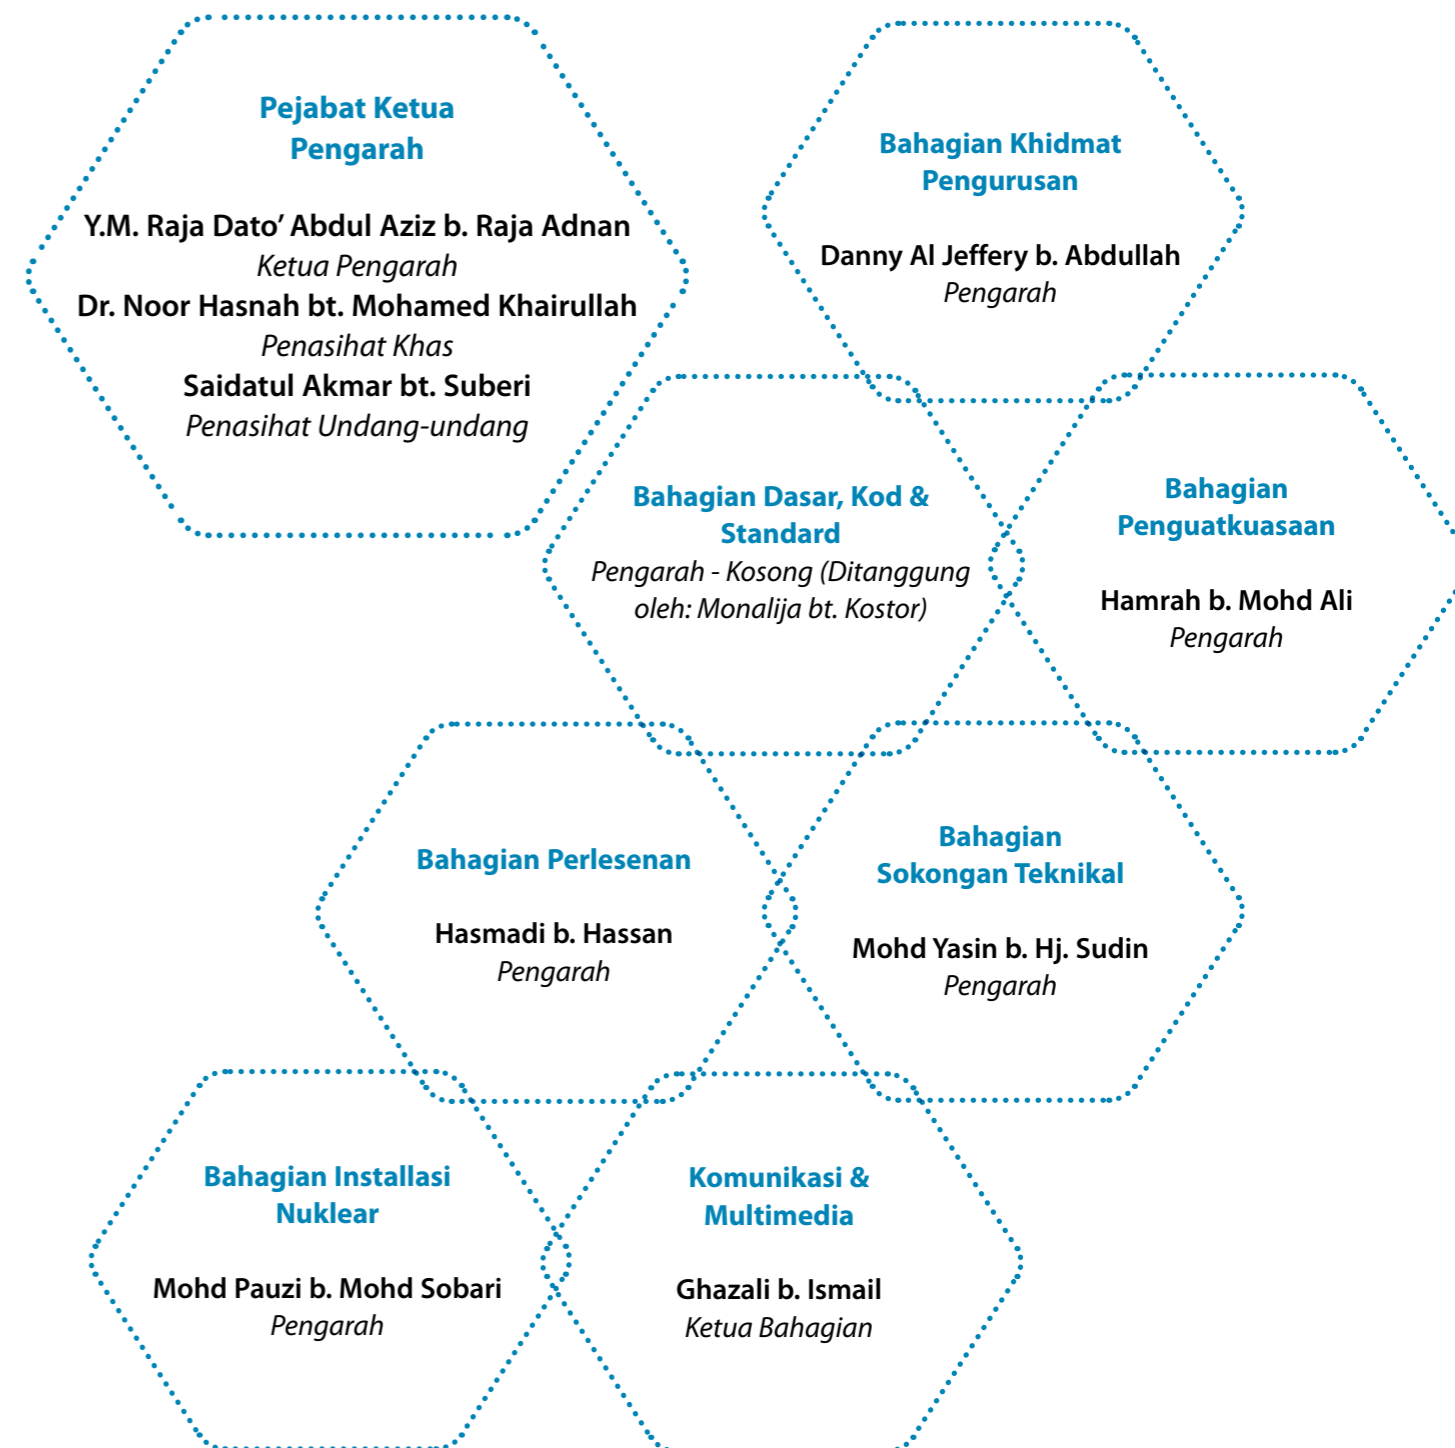 Pejabat Ketua
Pengarah
Y.M. Raja Dato’ Abdul Aziz b. Raja Adnan
Ketua Pengarah
Dr. Noor Hasnah bt. Mohamed Khairullah
Penasihat Khas
Saidatul Akmar bt. Suberi
Penasihat Undang-undang
Bahagian Khidmat
Pengurusan
Danny Al Jeffery b. Abdullah
Pengarah
Bahagian Dasar, Kod &
Standard
Pengarah - Kosong (Ditanggung
oleh: Monalija bt. Kostor)
Bahagian
Penguatkuasaan
Hamrah b. Mohd Ali
Pengarah
Bahagian Perlesenan
Hasmadi b. Hassan
Pengarah
Bahagian
Sokongan Teknikal
Mohd Yasin b. Hj. Sudin
Pengarah
Bahagian Installasi
Nuklear
Mohd Pauzi b. Mohd Sobari
Pengarah
Komunikasi &
Multimedia
Ghazali b. Ismail
Ketua Bahagian